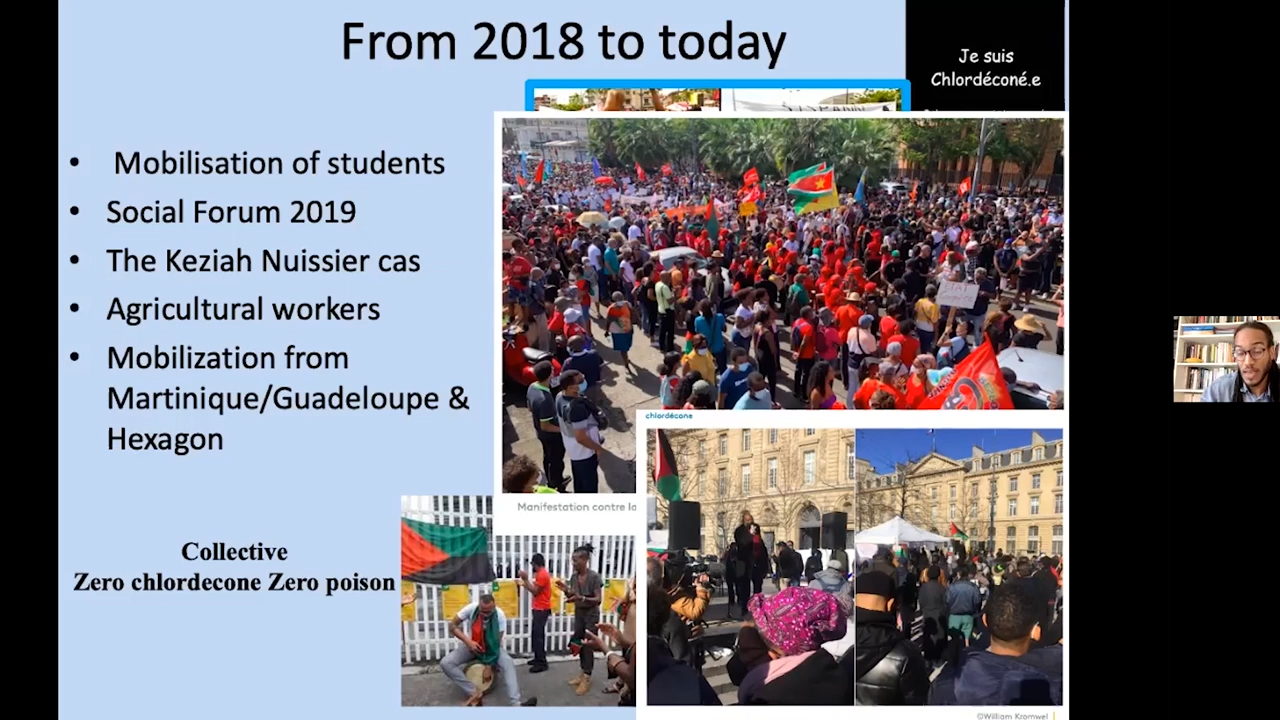 From 2018 to today
Je suis
Chlordéconé.e
• Mobilisation of students
• Social Forum 2019
• The Keziah Nuissier cas
• Agricultural workers
• Mobilization from
Martinique/Guadeloupe &
Hexagon
chlordécone
Manifestation contre la
Collective
Zero chlordecone Zero poison
©William Kromwel